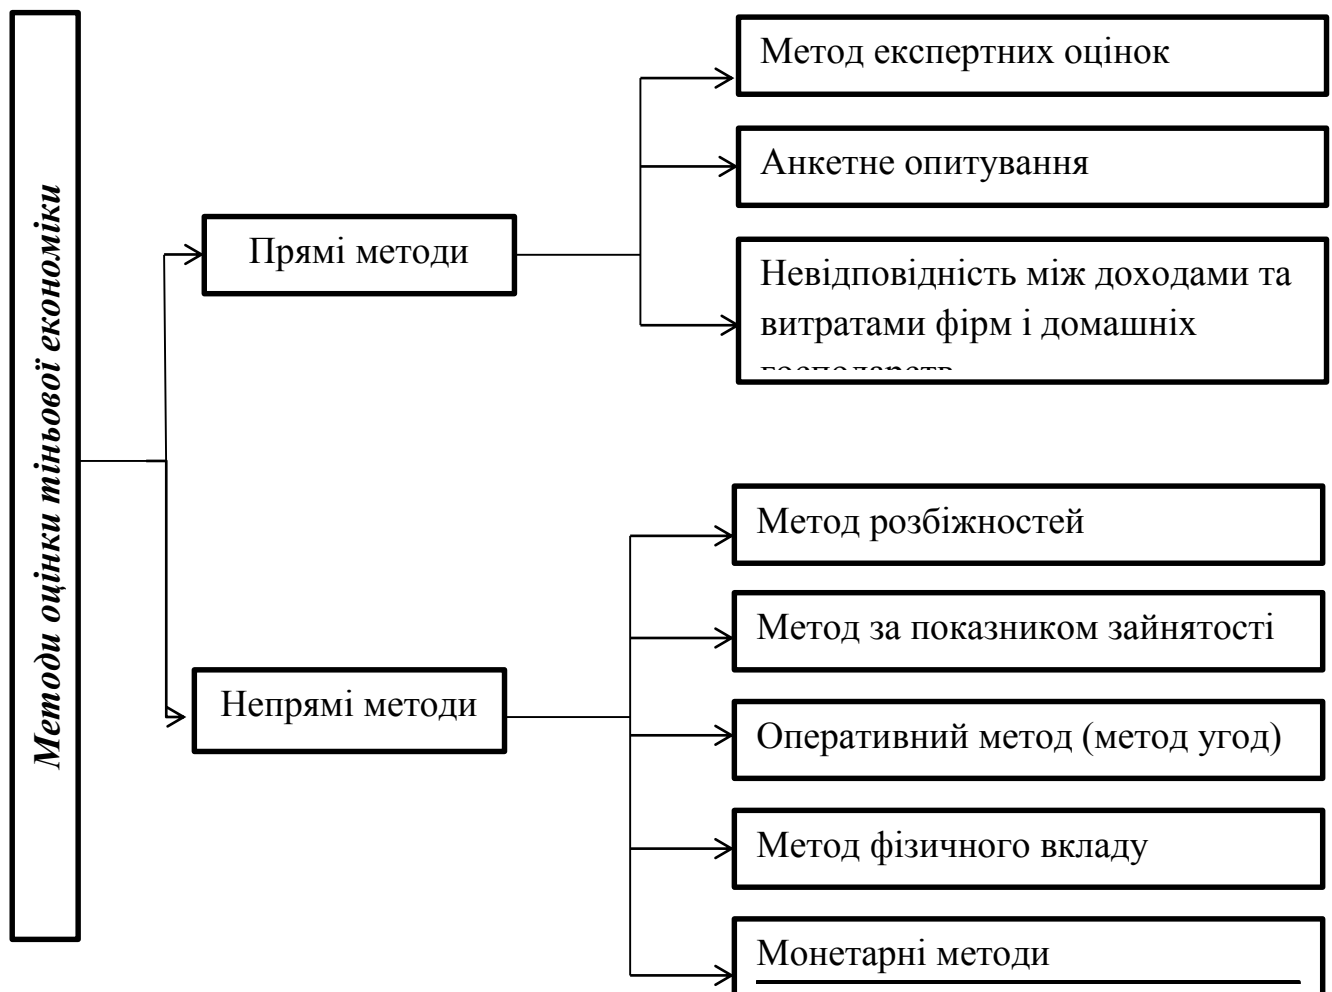 Методи оцінки тіньової економіки
Прямі методи
Метод експертних оцінок
Анкетне опитування
Невідповідність між доходами та
витратами фірм і домашніх
господарств
Непрямі методи
Метод розбіжностей
Метод за показником зайнятості
Оперативний метод (метод угод)
Метод фізичного вкладу
Монетарні методи